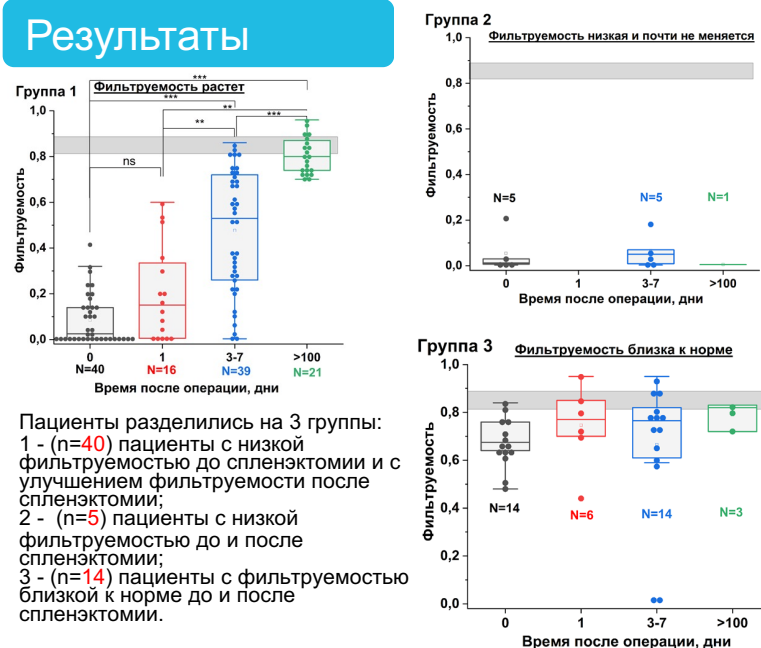 Результаты
Группа 1
Фильтруемость растет
***
***
**
***
**
ns
1,0
0,8
0,6
0,4
0,2
0,0
Фильтруемость
0
1
3-7
>100
N=40
N=16
N=39
N=21
Время после операции, дни
Группа 2
Фильтруемость низкая и почти не меняется
1,0
0,8
0,6
0,4
0,2
0,0
Фильтруемость
N=5
N=5
N=1
0
1
3-7
>100
Время после операции, дни
Группа 3
Фильтруемость близка к норме
1,0
0,8
0,6
0,4
0,2
0,0
Фильтруемость
N=14
N=6
N=14
N=3
0
1
3-7
>100
Время после операции, дни
Пациенты разделились на 3 группы:
1 - (n=40) пациенты с низкой
фильтруемостью до спленэктомии и с
улучшением фильтруемости после
спленэктомии;
2 - (n=5) пациенты с низкой
фильтруемостью до и после
спленэктомии;
3 - (n=14) пациенты с фильтруемостью
близкой к норме до и после
спленэктомии.